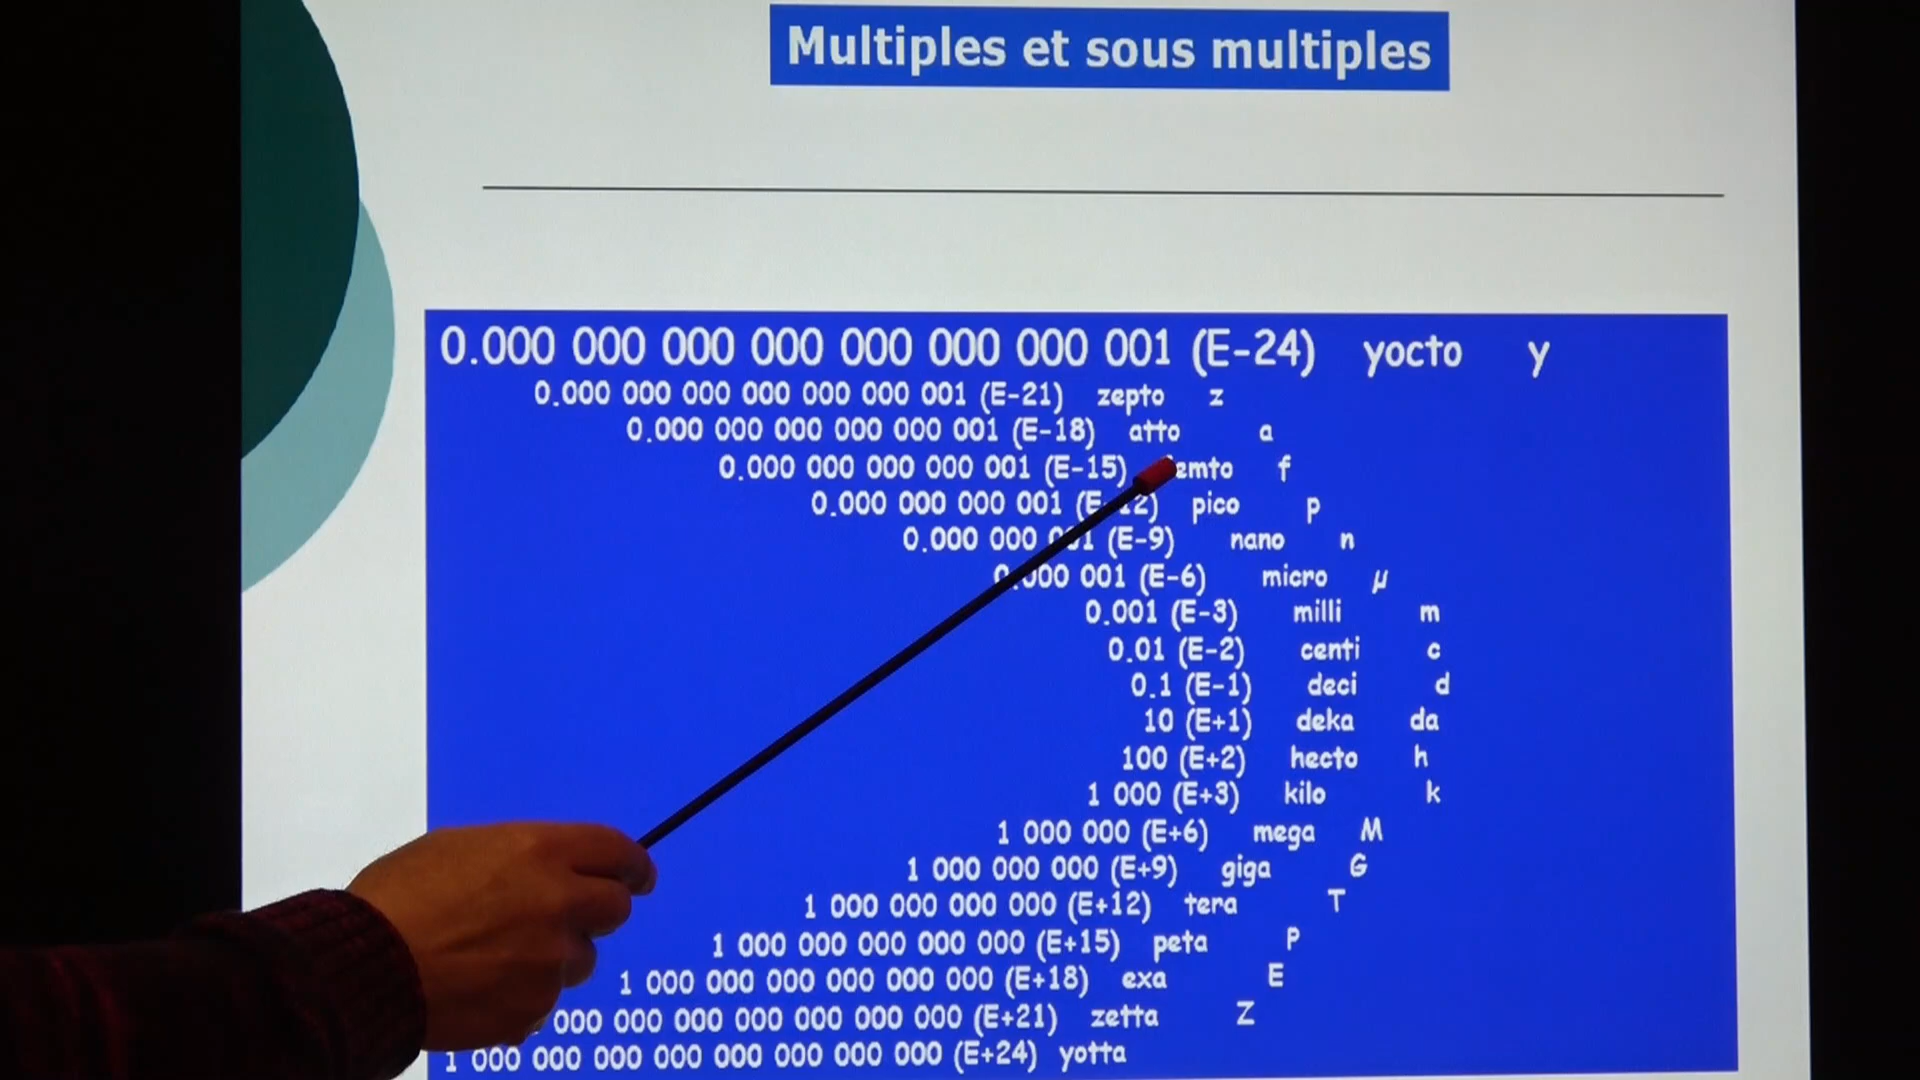 Multiples et sous multiples
0.000 000 000 000 000 000 000 001 (E-24) yocto y
0.000 000 000 000 000 000 001 (E-21) zepto z
0.000 000 000 000 000 001 (E-18) atto a
0.000 000 000 000 001 (E-15) f
0.000 000 000 001 pico p
0.000 000 (E-9) nano n
001 (E-6) micro µ
0.001 (E-3) milli m
0.01 (E-2) centi c
0.1 (E-1) deci d
10 (E+1) deka da
100 (E+2) hecto h
1 000 (E+3) kilo k
1 000 000 (E+6) mega M
1 000 000 000 (E+9) giga G
1 000 000 000 000 (E+12) tera T
1 000 000 000 000 000 (E+15) peta P
1 000 000 000 000 000 000 (E+18) exa E
000 000 000 000 000 000 000 (E+21) zetta Z
1 000 000 000 000 000 000 000 000 (E+24) yotta